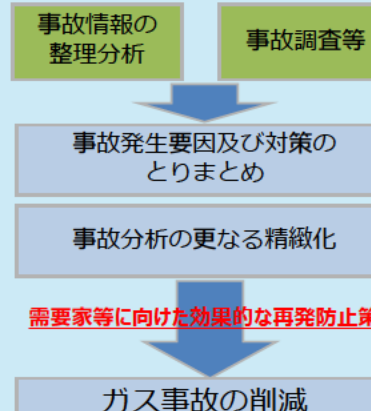 事故情報の
整理分析
事故調査等
事故発生要因及び対策の
とりまとめ
事故分析の更なる精緻化
需要家等に向けた効果的な再発防止策
ガス事故の削減